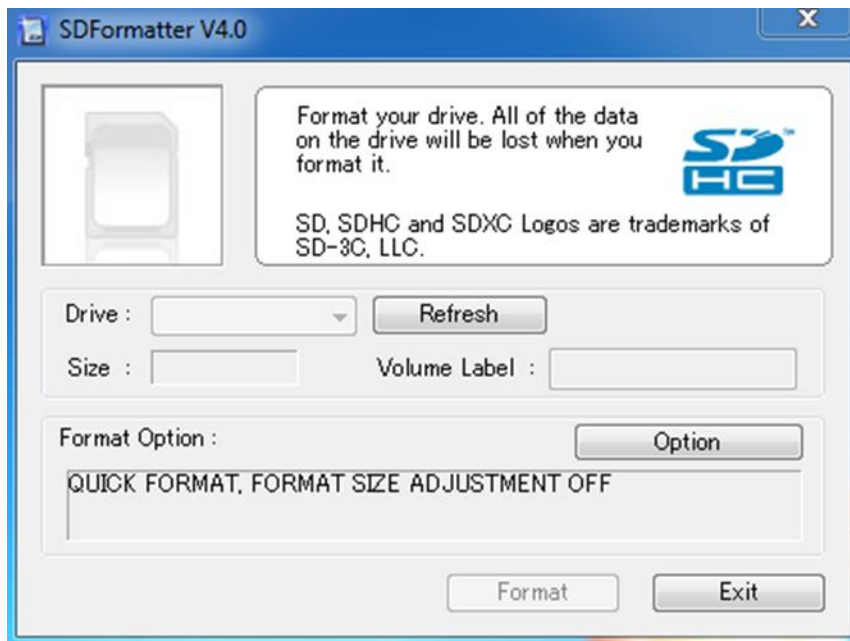 SDFormatter V4.0
X
Format your drive. All of the data
on the drive will be lost when you
format it.
SD
HC
TM
SD, SDHC and SDXC Logos are trademarks of
SD-3C, LLC.
Drive :
Refresh
Size :
Volume Label :
Format Option :
Option
QUICK FORMAT, FORMAT SIZE ADJUSTMENT OFF
Format
Exit